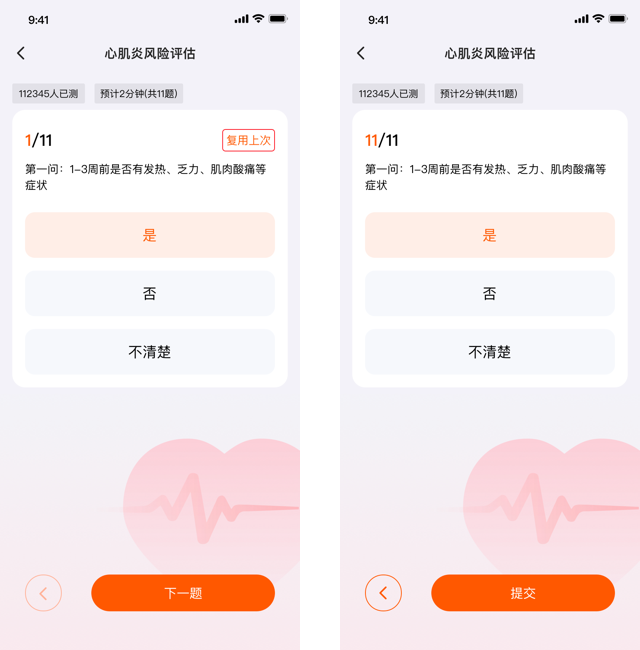 9:41
心肌炎风险评估
112345人已测
预计2分钟(共11题)
1/11
复用上次
第一问：1-3周前是否有发热、乏力、肌肉酸痛等
症状
是
否
不清楚
下一题
9:41
心肌炎风险评估
112345人已测
预计2分钟(共11题)
11/11
第一问：1-3周前是否有发热、乏力、肌肉酸痛等
症状
是
否
不清楚
提交